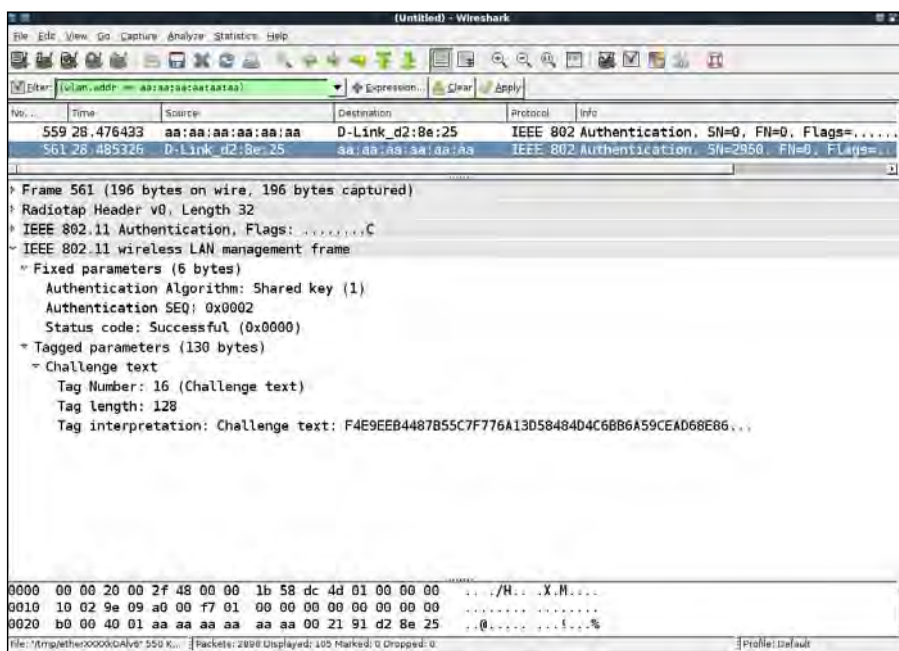 (Untitled) - Wireshark
File Edit View Go Capture Analyze Statistics Help
Filter: (wlan.addr == aa:aa:aa:aa:aa:aa) Expression... Clear Apply
No. . Time Source Destination Protocol Info
559 28.476433 aa:aa:aa:aa:aa:aa D-Link_d2:8e:25 IEEE 802 Authentication, SN=0, FN=0, Flags=......
561 28.485326 D-Link_d2:8e:25 aa:aa:aa:aa:aa:aa IEEE 802 Authentication, SN=2950, FN=0, Flags=...
Frame 561 (196 bytes on wire, 196 bytes captured)
Radiotap Header v0, Length 32
IEEE 802.11 Authentication, Flags: ........C
IEEE 802.11 wireless LAN management frame
Fixed parameters (6 bytes)
Authentication Algorithm: Shared key (1)
Authentication SEQ: 0x0002
Status code: Successful (0x0000)
Tagged parameters (130 bytes)
Challenge text
Tag Number: 16 (Challenge text)
Tag length: 128
Tag interpretation: Challenge text: F4E9EEB4487B55C7F776A13D58484D4C6BB6A59CEAD68E86...
0000 00 00 20 00 2f 48 00 00 1b 58 dc 4d 01 00 00 00 .. ./H.. .X.M....
0010 10 02 9e 09 a0 00 f7 01 00 00 00 00 00 00 00 00 ........ ........
0020 b0 00 40 01 aa aa aa aa aa aa 00 21 91 d2 8e 25 ..@..... ...!...%
550 K... Packets: 2898 Displayed: 105 Marked: 0 Dropped: 0 Profile: Default